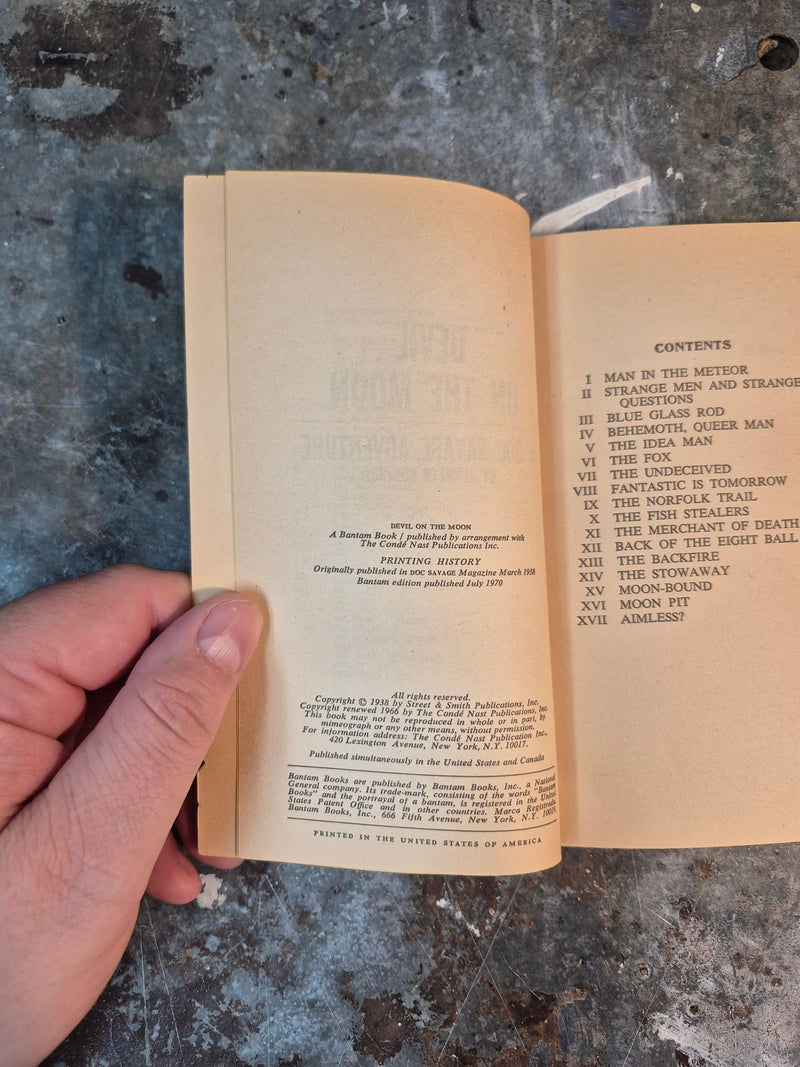 DEVIL ON THE MOON
A Bantam Book / published by arrangement with
The Condé Nast Publications Inc.
PRINTING HISTORY
Originally published in DOC SAVAGE Magazine March 1938
Bantam edition published July 1970
All rights reserved.
Copyright © 1938 by Street & Smith Publications, Inc.
Copyright renewed 1966 by The Condé Nast Publications, Inc.
This book may not be reproduced in whole or in part, by
mimeograph or any other means, without permission.
For information address: The Condé Nast Publication Inc.,
420 Lexington Avenue, New York, N.Y. 10017.
Published simultaneously in the United States and Canada
Bantam Books are published by Bantam Books, Inc., a National
General company. Its trade-mark, consisting of the words "Bantam
Books" and the portrayal of a bantam, is registered in the United
States Patent Office and in other countries. Marca Registrada.
Bantam Books, Inc., 666 Fifth Avenue, New York, N.Y. 10019.
PRINTED IN THE UNITED STATES OF AMERICA
CONTENTS
I MAN IN THE METEOR
II STRANGE MEN AND STRANGE
QUESTIONS
III BLUE GLASS ROD
IV BEHEMOTH, QUEER MAN
V THE IDEA MAN
VI THE FOX
VII THE UNDECEIVED
VIII FANTASTIC IS TOMORROW
IX THE NORFOLK TRAIL
X THE FISH STEALERS
XI THE MERCHANT OF DEATH
XII BACK OF THE EIGHT BALL
XIII THE BACKFIRE
XIV THE STOWAWAY
XV MOON-BOUND
XVI MOON PIT
XVII AIMLESS?